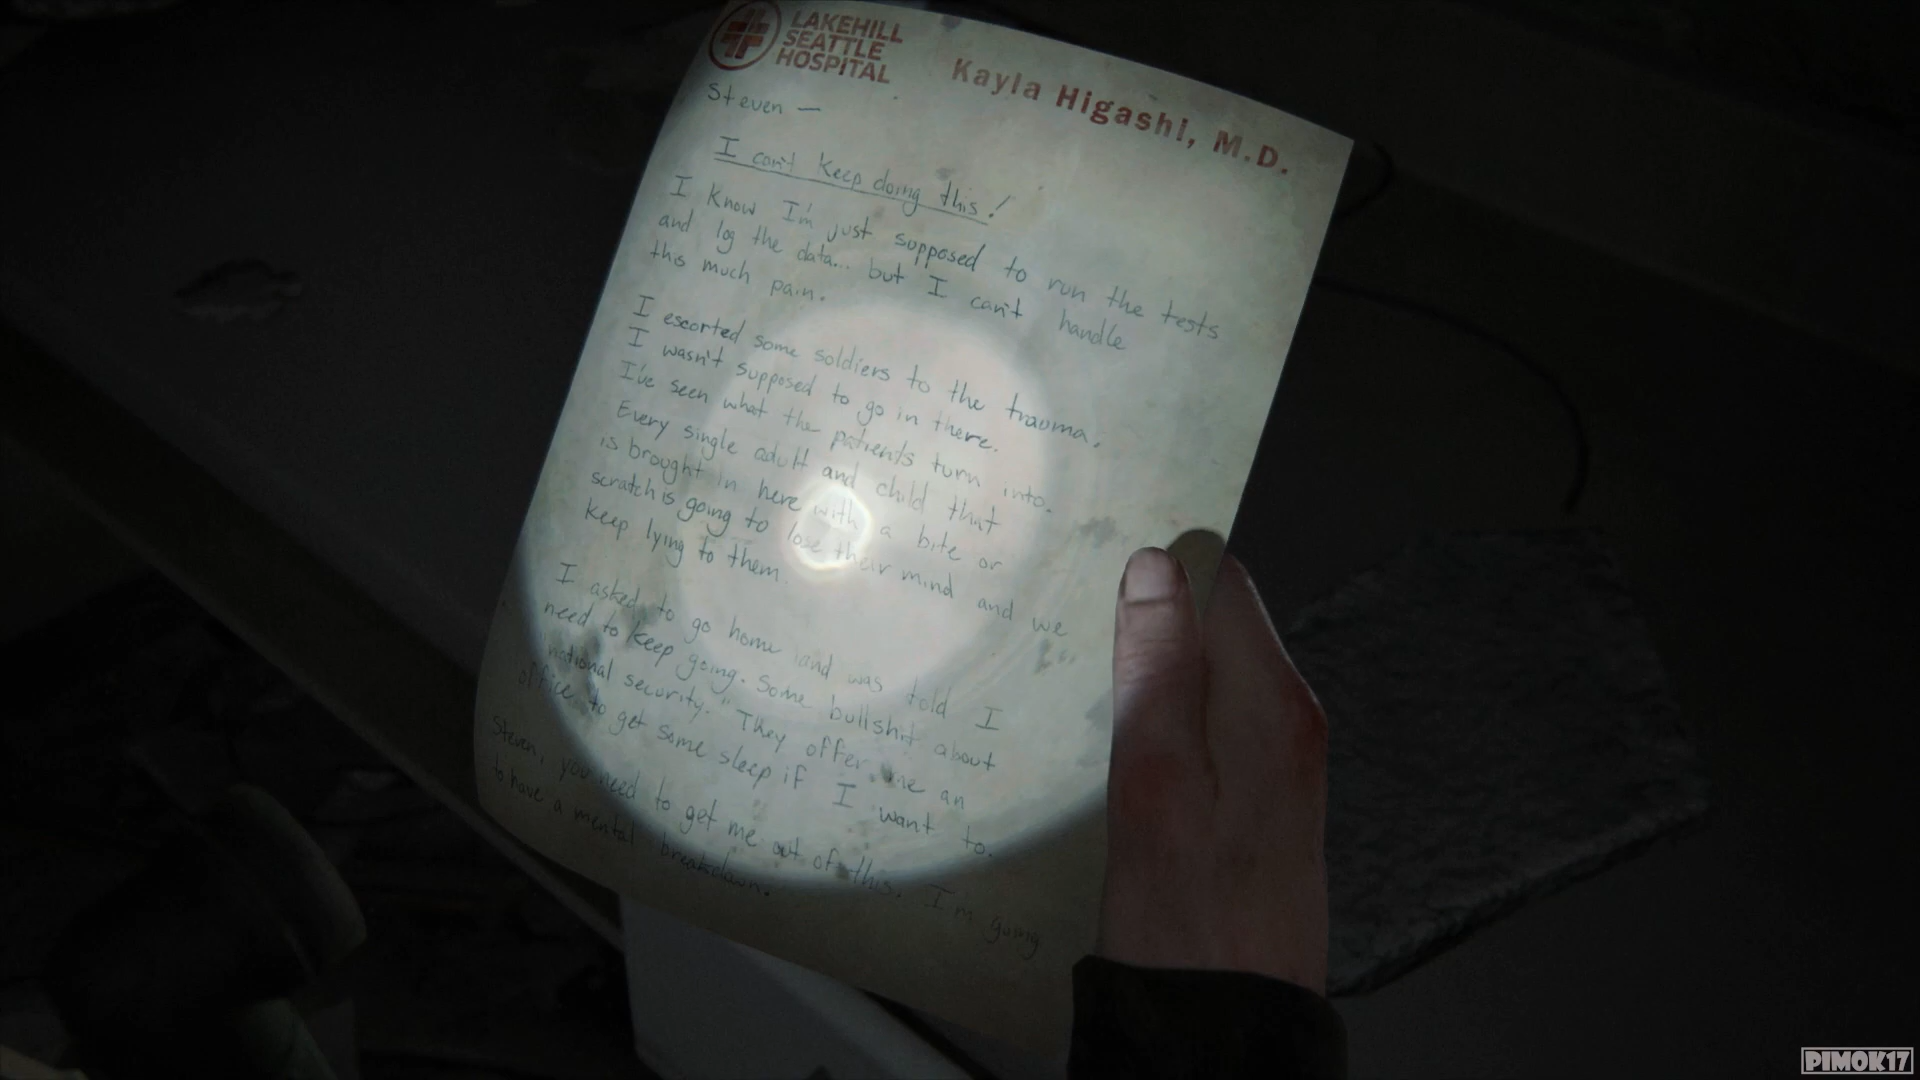 LAKEHILL
SEATTLE
HOSPITAL
Kayla Higashi, M.D.
Steven —
I can't keep doing this!
I know I'm just supposed to run the tests
and log the data... but I can't handle
this much pain.
I escorted some soldiers to the trauma.
I wasn't supposed to go in there.
I've seen what the patients turn into.
Every single adult and child that
is brought in here with a bite or
scratch is going to lose their mind and we
keep lying to them.
I asked to go home and was told I
need to keep going. Some bullshit about
"national security." They offer me an
office to get some sleep if I want to.
Steven, you need to get me out of this. I'm going
to have a mental breakdown.
PIMOK17